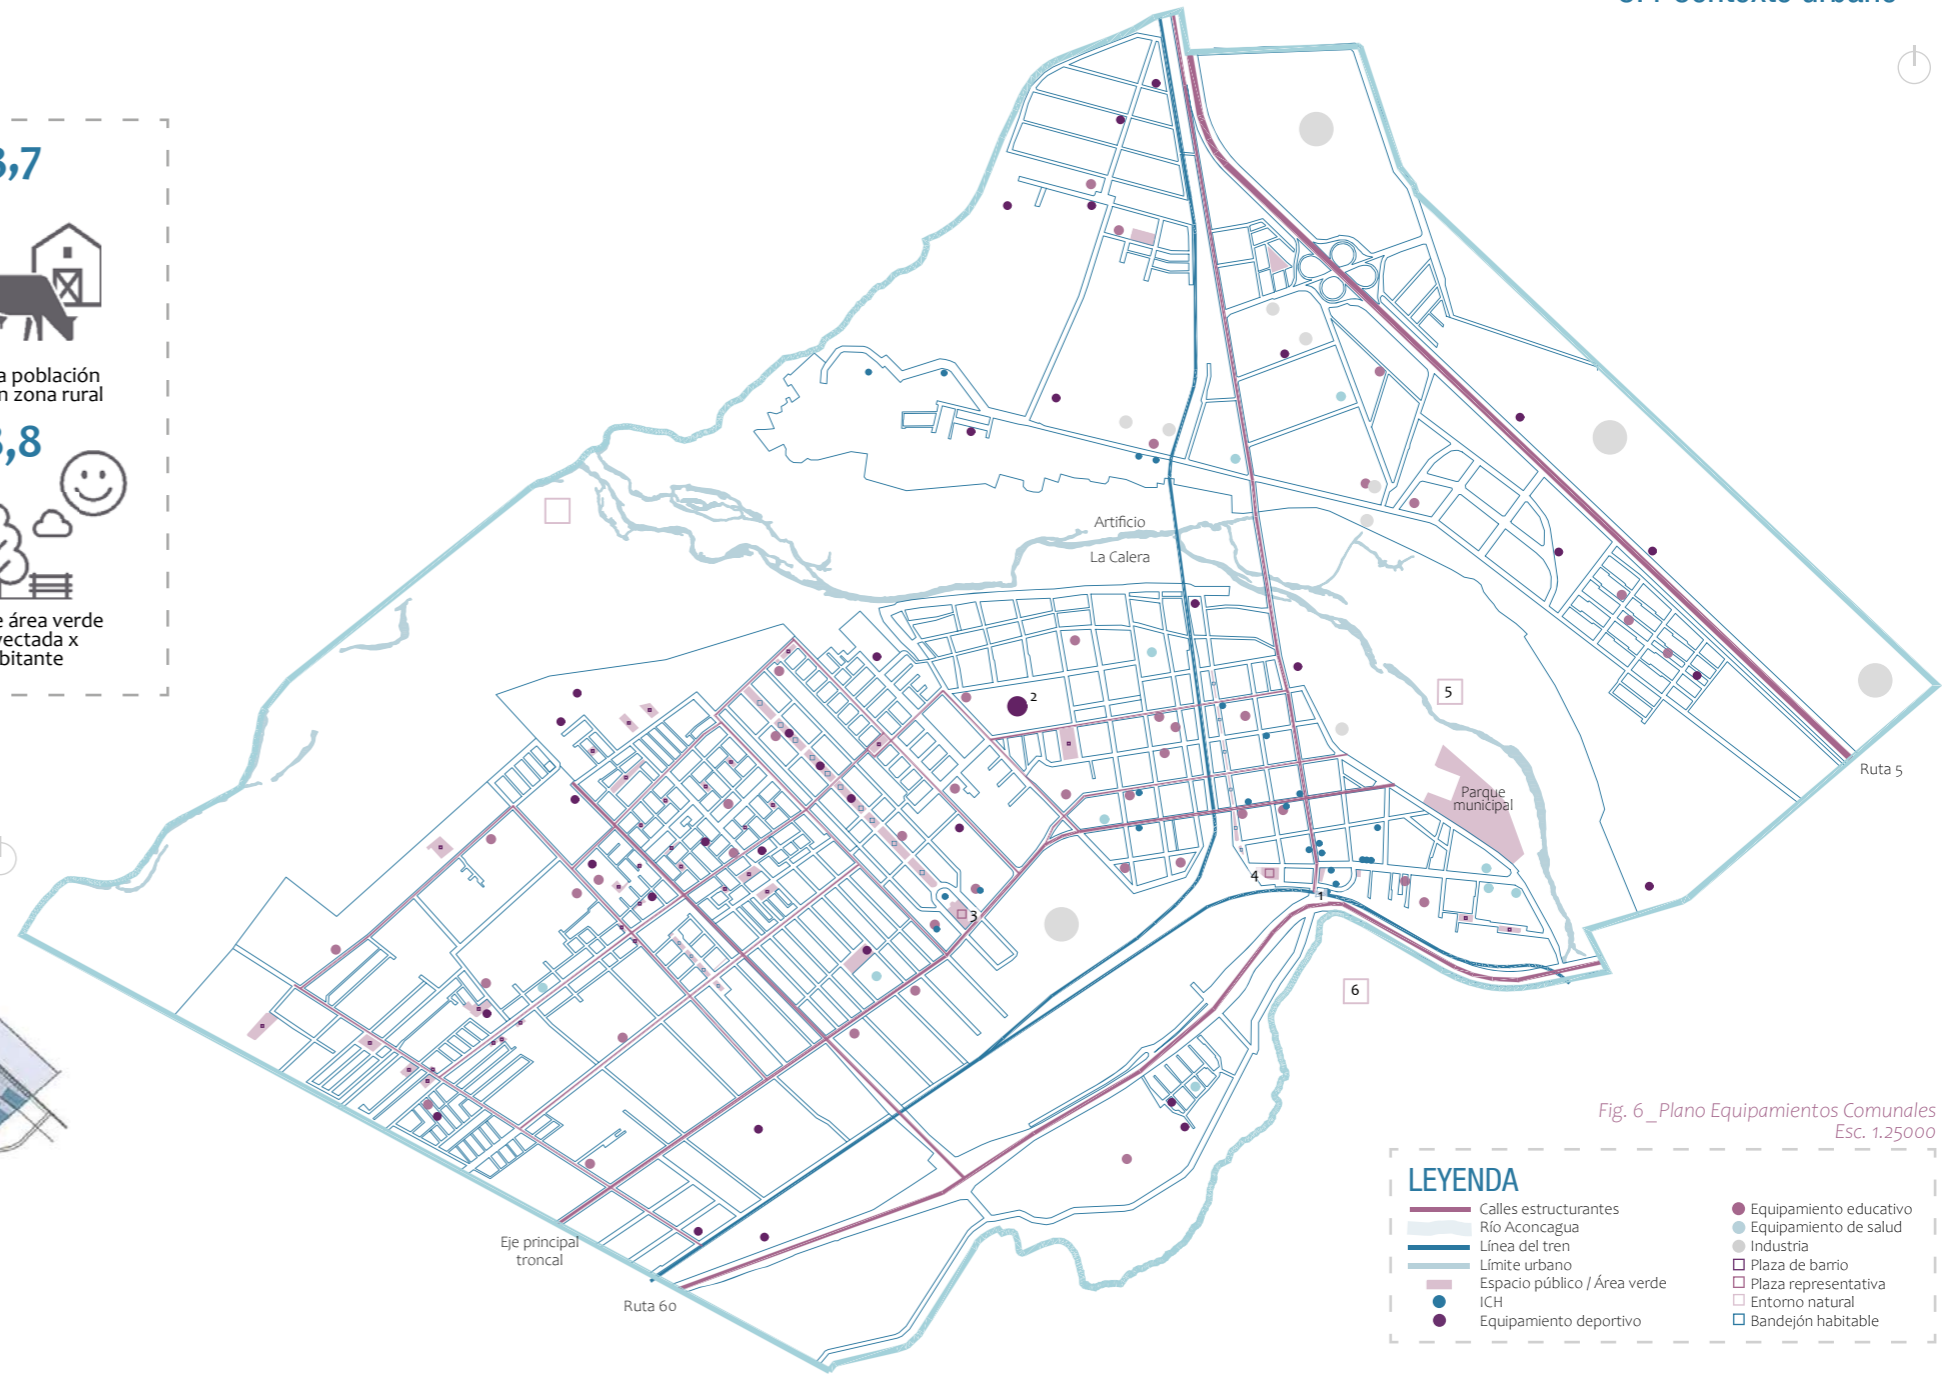 3,7
a población
n zona rural
3,8
e área verde
yectada x
bitante
Artificio
La Calera
2
5
Parque
municipal
Ruta 5
4
1
3
6
Eje principal
troncal
Ruta 60
Fig. 6_Plano Equipamientos Comunales
Esc. 1.25000
LEYENDA
Calles estructurantes
Río Aconcagua
Línea del tren
Límite urbano
Espacio público / Área verde
ICH
Equipamiento deportivo
Equipamiento educativo
Equipamiento de salud
Industria
Plaza de barrio
Plaza representativa
Entorno natural
Bandejón habitable